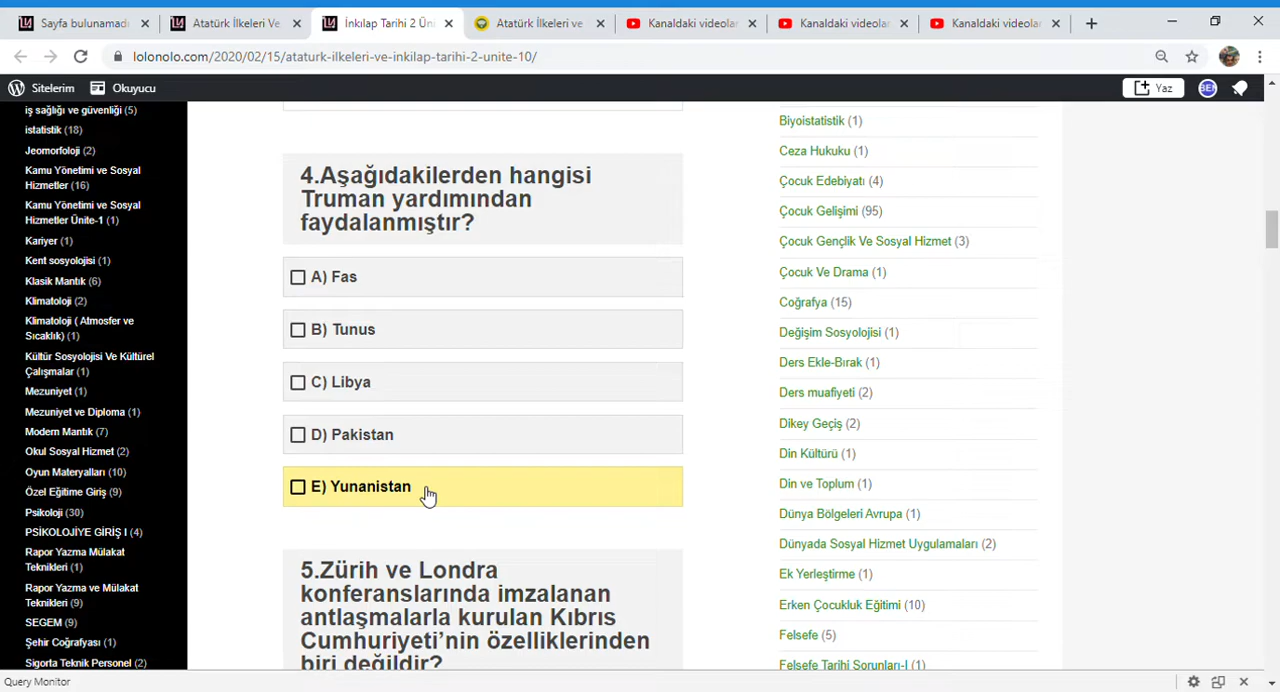 Sayfa bulunamadı
Atatürk İlkeleri Ve
İnkılap Tarihi 2 Üni
Atatürk İlkeleri ve
Kanaldaki videolar
Kanaldaki videolar
Kanaldaki videolar
lolonolo.com/2020/02/15/ataturk-ilkeleri-ve-inkilap-tarihi-2-unite-10/
Sitelerim
Okuyucu
Yaz
iş sağlığı ve güvenliği (5)
istatistik (18)
Jeomorfoloji (2)
Kamu Yönetimi ve Sosyal
Hizmetler (16)
Kamu Yönetimi ve Sosyal
Hizmetler Ünite-1 (1)
Kariyer (1)
Kent sosyolojisi (1)
Klasik Mantık (6)
Klimatoloji (2)
Klimatoloji ( Atmosfer ve
Sıcaklık) (1)
Kültür Sosyolojisi Ve Kültürel
Çalışmalar (1)
Mezuniyet (1)
Mezuniyet ve Diploma (1)
Modern Mantık (7)
Okul Sosyal Hizmet (2)
Oyun Materyalları (10)
Özel Eğitime Giriş (9)
Psikoloji (30)
PSİKOLOJİYE GİRİŞ I (4)
Rapor Yazma Mülakat
Teknikleri (1)
Rapor Yazma ve Mülakat
Teknikleri (9)
SEGEM (9)
Şehir Coğrafyası (1)
Sigorta Teknik Personel (2)
4.Aşağıdakilerden hangisi
Truman yardımından
faydalanmıştır?
A) Fas
B) Tunus
C) Libya
D) Pakistan
E) Yunanistan
5.Zürih ve Londra
konferanslarında imzalanan
antlaşmalarla kurulan Kıbrıs
Cumhuriyeti’nin özelliklerinden
biri değildir?
Biyoistatistik (1)
Ceza Hukuku (1)
Çocuk Edebiyatı (4)
Çocuk Gelişimi (95)
Çocuk Gençlik Ve Sosyal Hizmet (3)
Çocuk Ve Drama (1)
Coğrafya (15)
Değişim Sosyolojisi (1)
Ders Ekle-Bırak (1)
Ders muafiyeti (2)
Dikey Geçiş (2)
Din Kültürü (1)
Din ve Toplum (1)
Dünya Bölgeleri Avrupa (1)
Dünyada Sosyal Hizmet Uygulamaları (2)
Ek Yerleştirme (1)
Erken Çocukluk Eğitimi (10)
Felsefe (5)
Felsefe Tarihi Sorunları-I (1)
Query Monitor